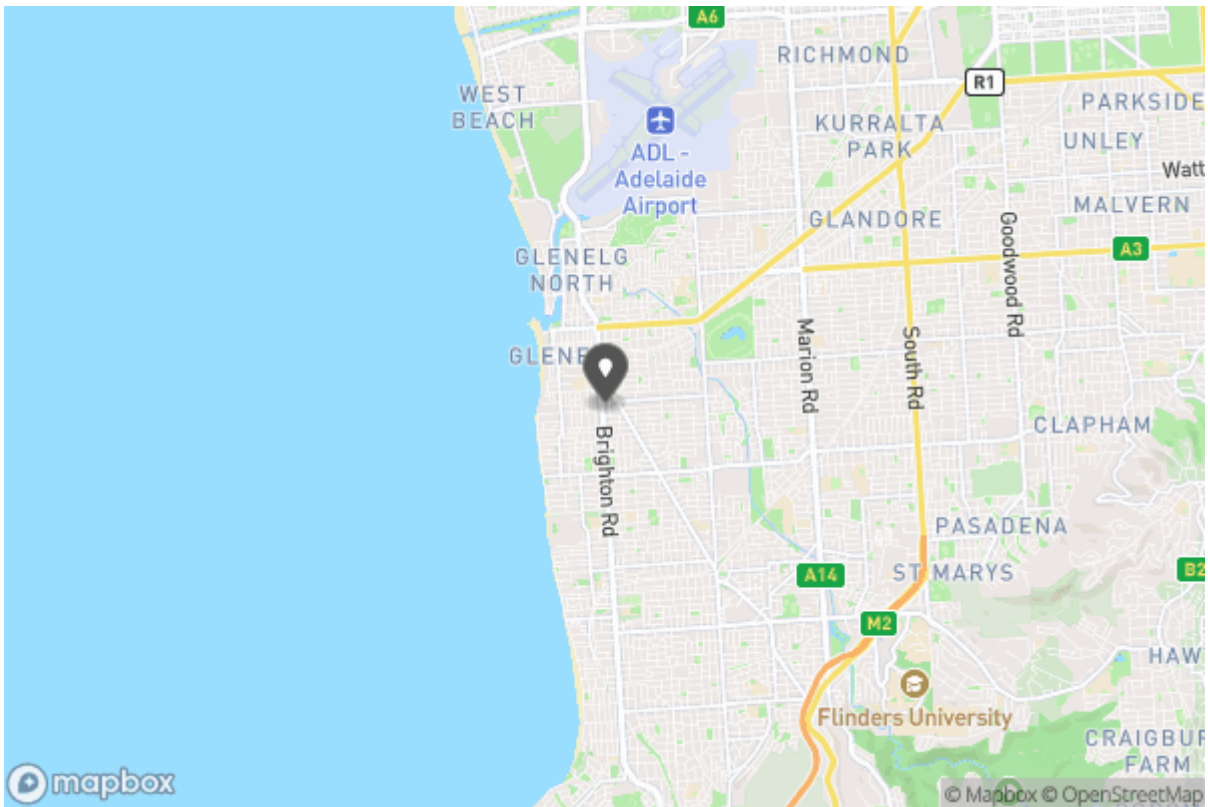 A6
RICHMOND
R1
WEST
BEACH
PARKSIDE
KURRALTA
PARK
UNLEY
ADL -
Adelaide
Airport
Watt
MALVERN
GLANDORE
Goodwood Rd
A3
GLENELG
NORTH
Marion Rd
South Rd
GLENE
CLAPHAM
Brighton Rd
PASADENA
A14
ST MARYS
B2
M2
HAW
Flinders University
CRAIGBUR
FARM
mapbox
© Mapbox © OpenStreetMap